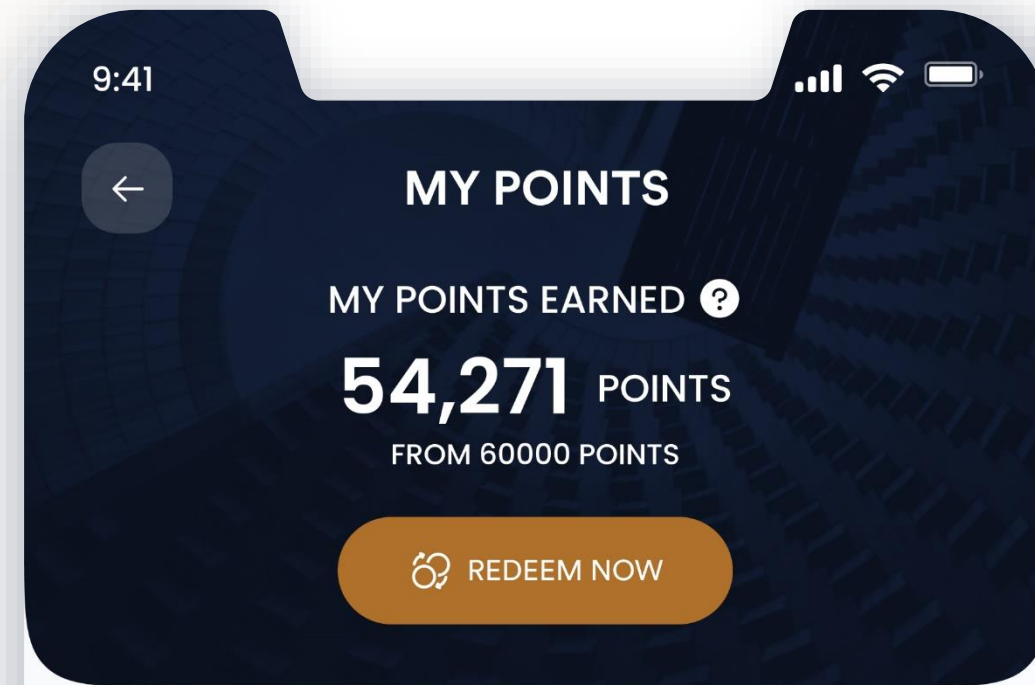 9:41
MY POINTS
MY POINTS EARNED ?
54,271 POINTS
FROM 60000 POINTS
REDEEM NOW